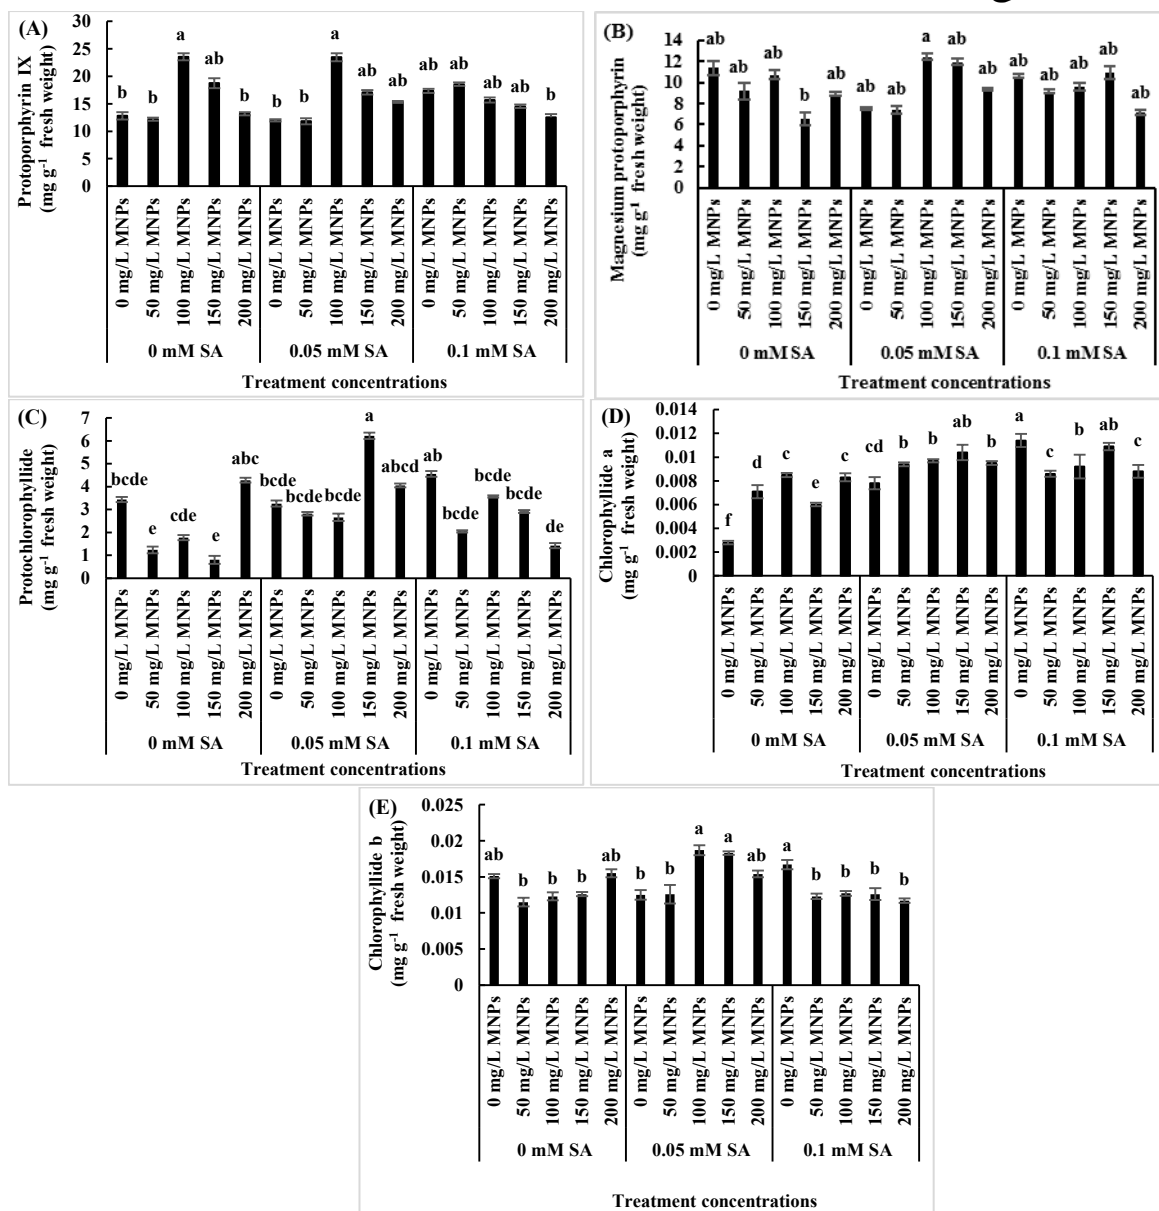 (A)
Protoporphyrin IX
(mg g-1 fresh weight)
35
30
25
20
15
10
5
0
b b a ab b b b a ab ab ab ab ab ab b
0 mg/L MNPs
50 mg/L MNPs
100 mg/L MNPs
150 mg/L MNPs
200 mg/L MNPs
0 mg/L MNPs
50 mg/L MNPs
100 mg/L MNPs
150 mg/L MNPs
200 mg/L MNPs
0 mg/L MNPs
50 mg/L MNPs
100 mg/L MNPs
150 mg/L MNPs
200 mg/L MNPs
0 mM SA 0.05 mM SA 0.1 mM SA
Treatment concentrations
(B)
Magnesium protoporphyrin
(mg g-1 fresh weight)
14
12
10
8
6
4
2
0
ab ab ab b ab ab ab a ab ab ab ab ab ab ab
0 mg/L MNPs
50 mg/L MNPs
100 mg/L MNPs
150 mg/L MNPs
200 mg/L MNPs
0 mg/L MNPs
50 mg/L MNPs
100 mg/L MNPs
150 mg/L MNPs
200 mg/L MNPs
0 mg/L MNPs
50 mg/L MNPs
100 mg/L MNPs
150 mg/L MNPs
200 mg/L MNPs
0 mM SA 0.05 mM SA 0.1 mM SA
Treatment concentrations
(C)
Protochlorophyllide
(mg g-1 fresh weight)
7
6
5
4
3
2
1
0
bcde e cde e abc bcde bcde bcde a abcd bcde bcde bcde bcde de
0 mg/L MNPs
50 mg/L MNPs
100 mg/L MNPs
150 mg/L MNPs
200 mg/L MNPs
0 mg/L MNPs
50 mg/L MNPs
100 mg/L MNPs
150 mg/L MNPs
200 mg/L MNPs
0 mg/L MNPs
50 mg/L MNPs
100 mg/L MNPs
150 mg/L MNPs
200 mg/L MNPs
0 mM SA 0.05 mM SA 0.1 mM SA
Treatment concentrations
(D)
Chlorophyllide a
(mg g-1 fresh weight)
0.014
0.012
0.01
0.008
0.006
0.004
0.002
0
f d c e c cd b b ab b a c b ab c
0 mg/L MNPs
50 mg/L MNPs
100 mg/L MNPs
150 mg/L MNPs
200 mg/L MNPs
0 mg/L MNPs
50 mg/L MNPs
100 mg/L MNPs
150 mg/L MNPs
200 mg/L MNPs
0 mg/L MNPs
50 mg/L MNPs
100 mg/L MNPs
150 mg/L MNPs
200 mg/L MNPs
0 mM SA 0.05 mM SA 0.1 mM SA
Treatment concentrations
(E)
Chlorophyllide b
(mg g-1 fresh weight)
0.025
0.02
0.015
0.01
0.005
0
ab b b b ab b b a a ab a b b b b
0 mg/L MNPs
50 mg/L MNPs
100 mg/L MNPs
150 mg/L MNPs
200 mg/L MNPs
0 mg/L MNPs
50 mg/L MNPs
100 mg/L MNPs
150 mg/L MNPs
200 mg/L MNPs
0 mg/L MNPs
50 mg/L MNPs
100 mg/L MNPs
150 mg/L MNPs
200 mg/L MNPs
0 mM SA 0.05 mM SA 0.1 mM SA
Treatment concentrations